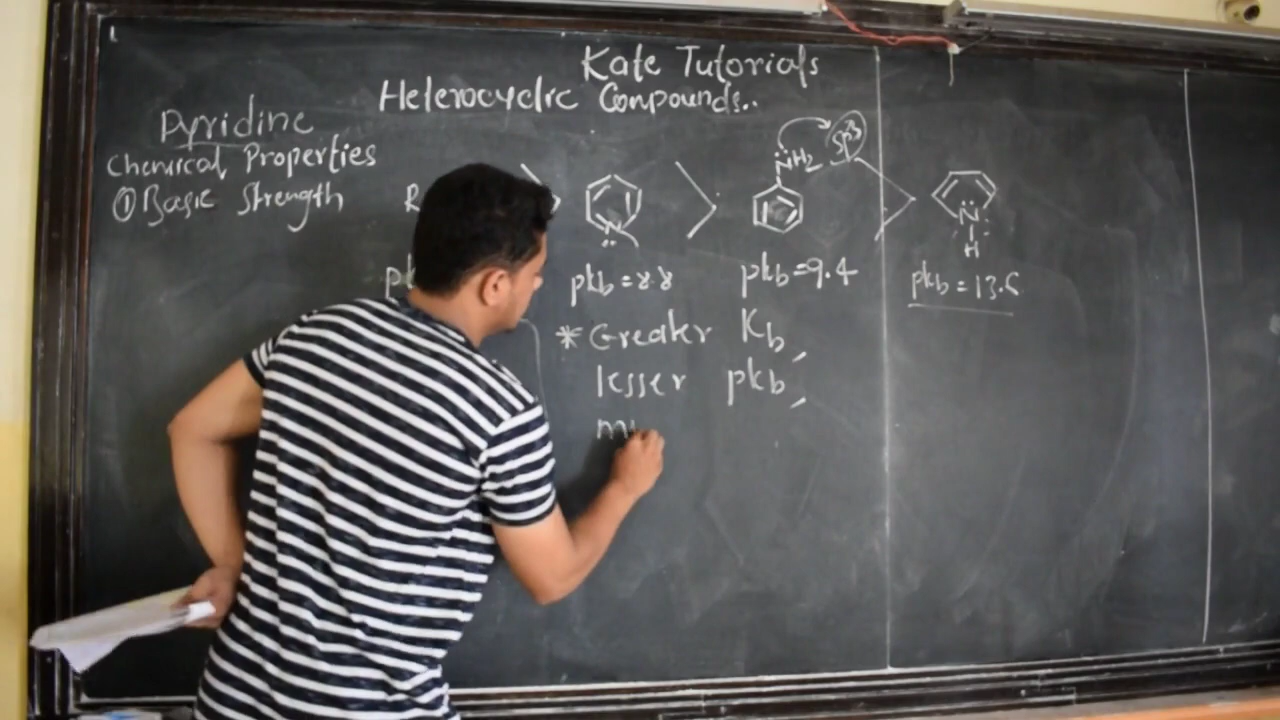 Kate Tutorials
Heterocyclic Compounds..
Pyridine
Chemical Properties
① Basic Strength
NH2
sp3
N
N
H
pkb = 8.8
pkb = 9.4
pkb = 13.6
* Greater Kb,
lesser pkb,